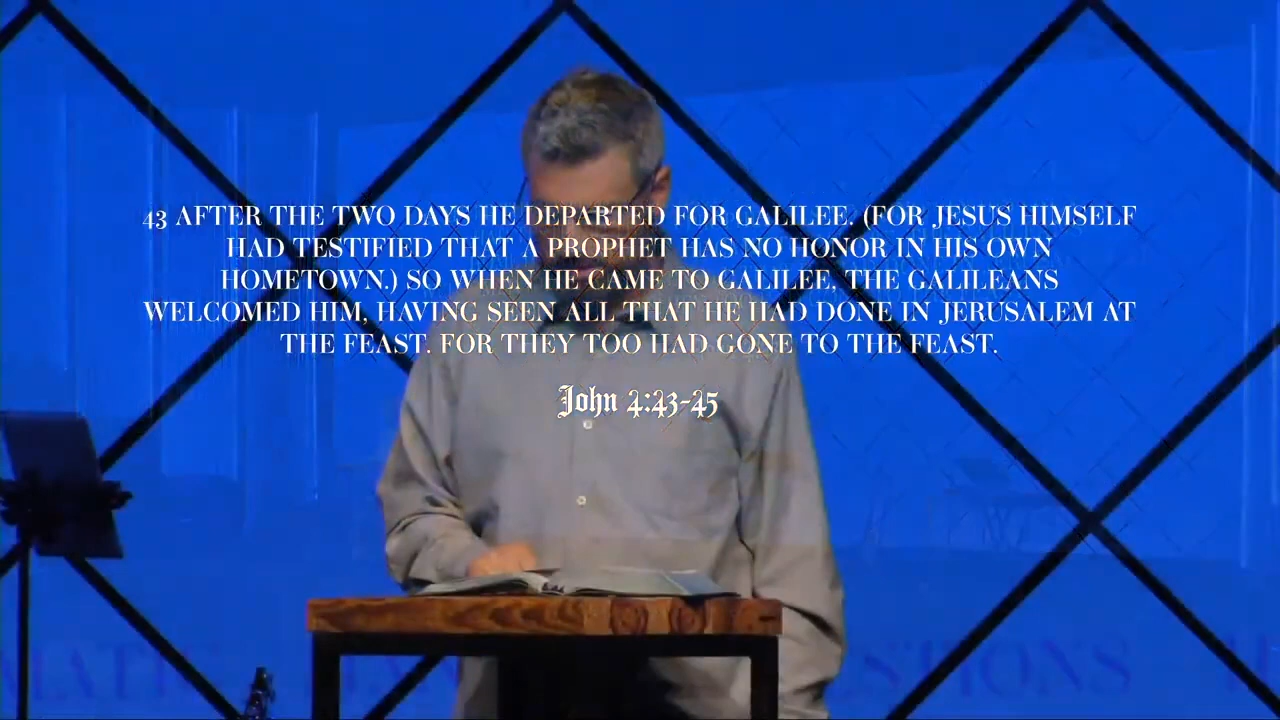 43 AFTER THE TWO DAYS HE DEPARTED FOR GALILEE. (FOR JESUS HIMSELF
HAD TESTIFIED THAT A PROPHET HAS NO HONOR IN HIS OWN
HOMETOWN.) SO WHEN HE CAME TO GALILEE, THE GALILEANS
WELCOMED HIM, HAVING SEEN ALL THAT HE HAD DONE IN JERUSALEM AT
THE FEAST. FOR THEY TOO HAD GONE TO THE FEAST.
John 4:43-45